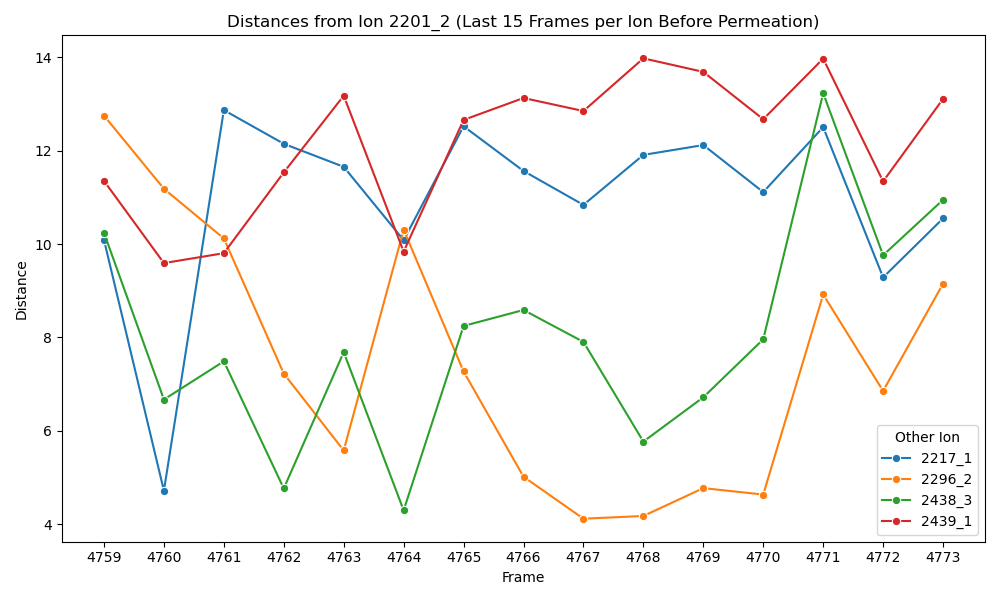 Distances from Ion 2201_2 (Last 15 Frames per Ion Before Permeation)
Distance
14
12
10
8
6
4
4759 4760 4761 4762 4763 4764 4765 4766 4767 4768 4769 4770 4771 4772 4773
Frame
Other Ion
2217_1
2296_2
2438_3
2439_1